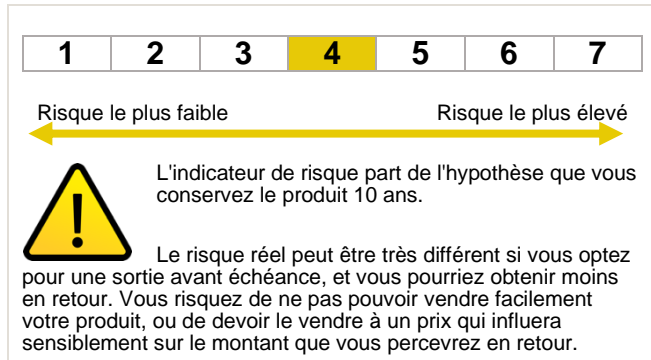 1 2 3 4 5 6 7
Risque le plus faible Risque le plus élevé
L'indicateur de risque part de l'hypothèse que vous
conservez le produit 10 ans.
Le risque réel peut être très différent si vous optez
pour une sortie avant échéance, et vous pourriez obtenir moins
en retour. Vous risquez de ne pas pouvoir vendre facilement
votre produit, ou de devoir le vendre à un prix qui influera
sensiblement sur le montant que vous percevrez en retour.